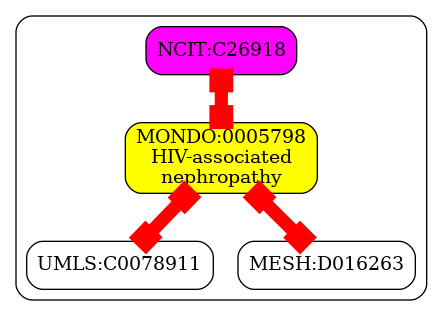 NCIT:C26918
MONDO:0005798
HIV-associated
nephropathy
UMLS:C0078911
MESH:D016263